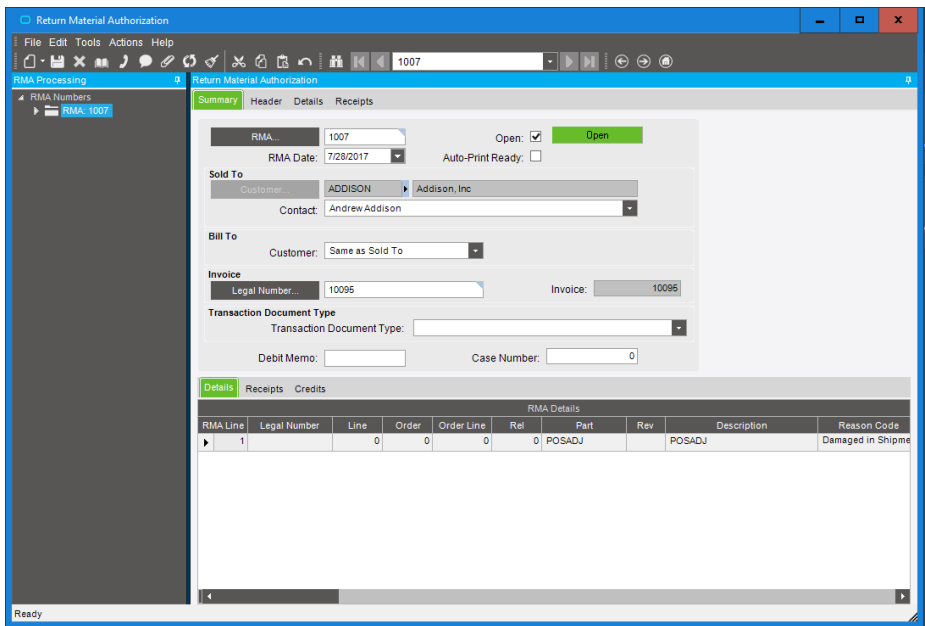 Return Material Authorization
File Edit Tools Actions Help
1007
RMA Processing
RMA Numbers
RMA: 1007
Return Material Authorization
Summary Header Details Receipts
RMA... 1007 Open: Open
RMA Date: 7/28/2017 Auto-Print Ready:
Sold To
Customer... ADDISON Addison, Inc
Contact: Andrew Addison
Bill To
Customer: Same as Sold To
Invoice
Legal Number... 10095 Invoice: 10095
Transaction Document Type
Transaction Document Type:
Debit Memo: Case Number: 0
Details Receipts Credits
RMA Details
RMA Line Legal Number Line Order Order Line Rel Part Rev Description Reason Code
1 0 0 0 0 POSADJ POSADJ Damaged in Shipme
Ready